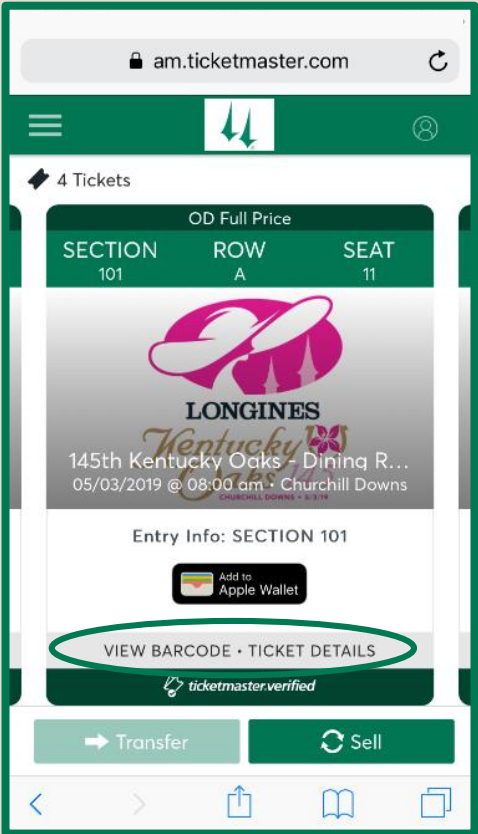 am.ticketmaster.com
4 Tickets
OD Full Price
SECTION ROW SEAT
101 A 11
LONGINES
Kentucky
Oaks 145
145th Kentucky Oaks - Dining R...
05/03/2019 @ 08:00 am • Churchill Downs
CHURCHILL DOWNS • 5/3/19
Entry Info: SECTION 101
Add to
Apple Wallet
VIEW BARCODE • TICKET DETAILS
ticketmaster.verified
Transfer Sell